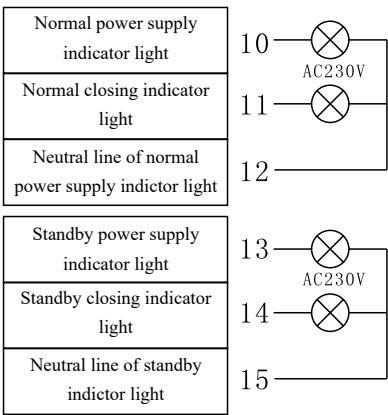 Normal power supply
indicator light
10
AC230V
Normal closing indicator
light
11
Neutral line of normal
power supply indictor light
12
Standby power supply
indicator light
13
AC230V
Standby closing indicator
light
14
Neutral line of standby
indictor light
15